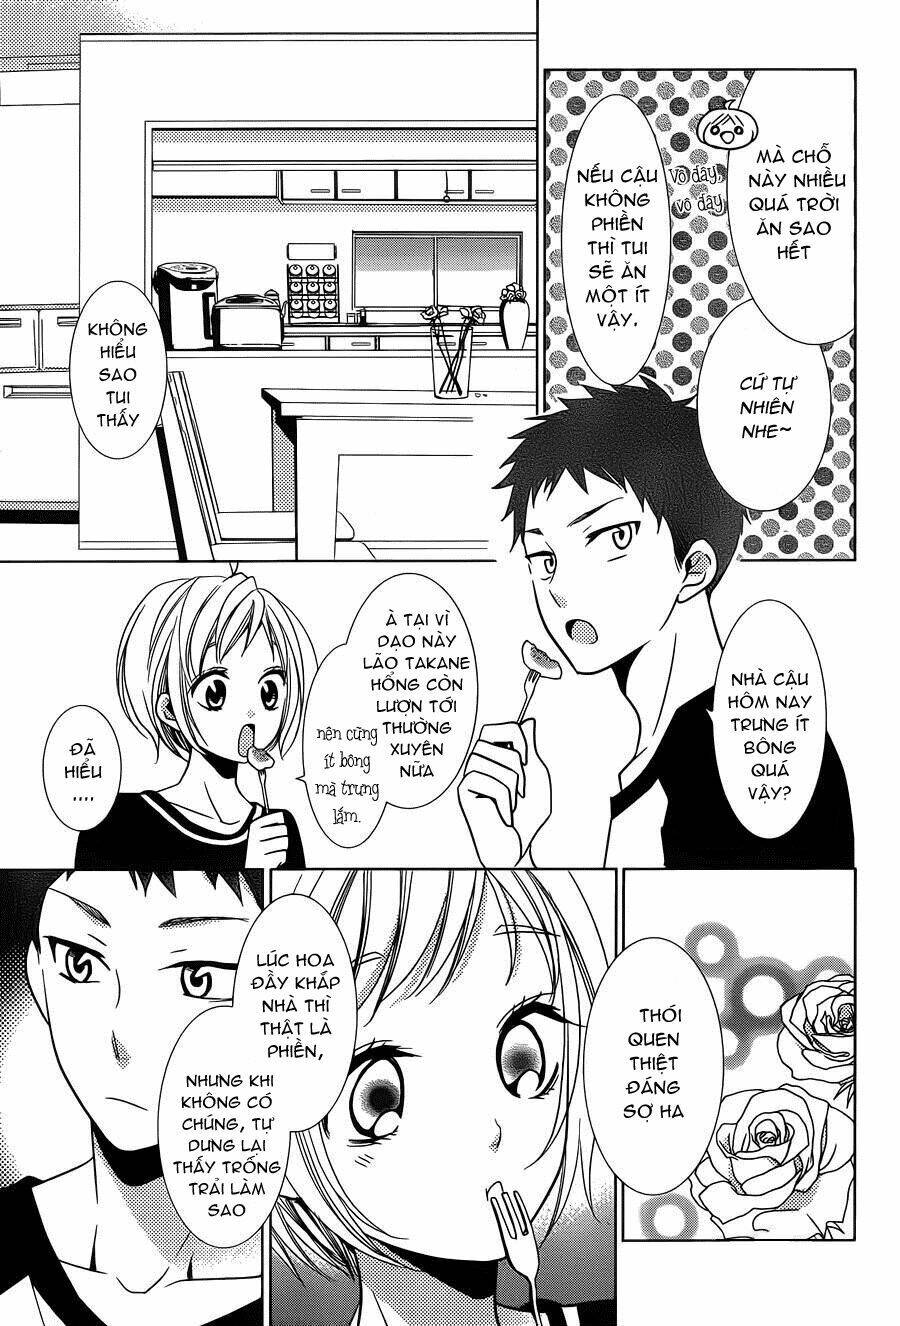 MÀ CHỖ
NÀY NHIỀU
QUÁ TRỜI
ĂN SAO
HẾT
Vô đây,
vô đây
NẾU CẬU
KHÔNG
PHIỀN
THÌ TUI
SẼ ĂN
MỘT ÍT
VẬY.
CỨ TỰ
NHIÊN
NHE~
KHÔNG
HIỂU
SAO
TUI
THẤY
NHÀ CẬU
HÔM NAY
TRƯNG ÍT
BÔNG
QUÁ
VẬY?
À TẠI VÌ
DẠO NÀY
LÃO TAKANE
HỔNG CÒN
LƯỢN TỚI
THƯỜNG
XUYÊN
NỮA
nên cũng
ít bông
mà trưng
lắm.
ĐÃ
HIỂU
....
THÓI
QUEN
THIỆT
ĐÁNG
SỢ HA
LÚC HOA
ĐẦY KHẮP
NHÀ THÌ
THẬT LÀ
PHIỀN,
NHƯNG KHI
KHÔNG CÓ
CHÚNG, TỰ
DUNG LẠI
THẤY TRỐNG
TRẢI LÀM
SAO